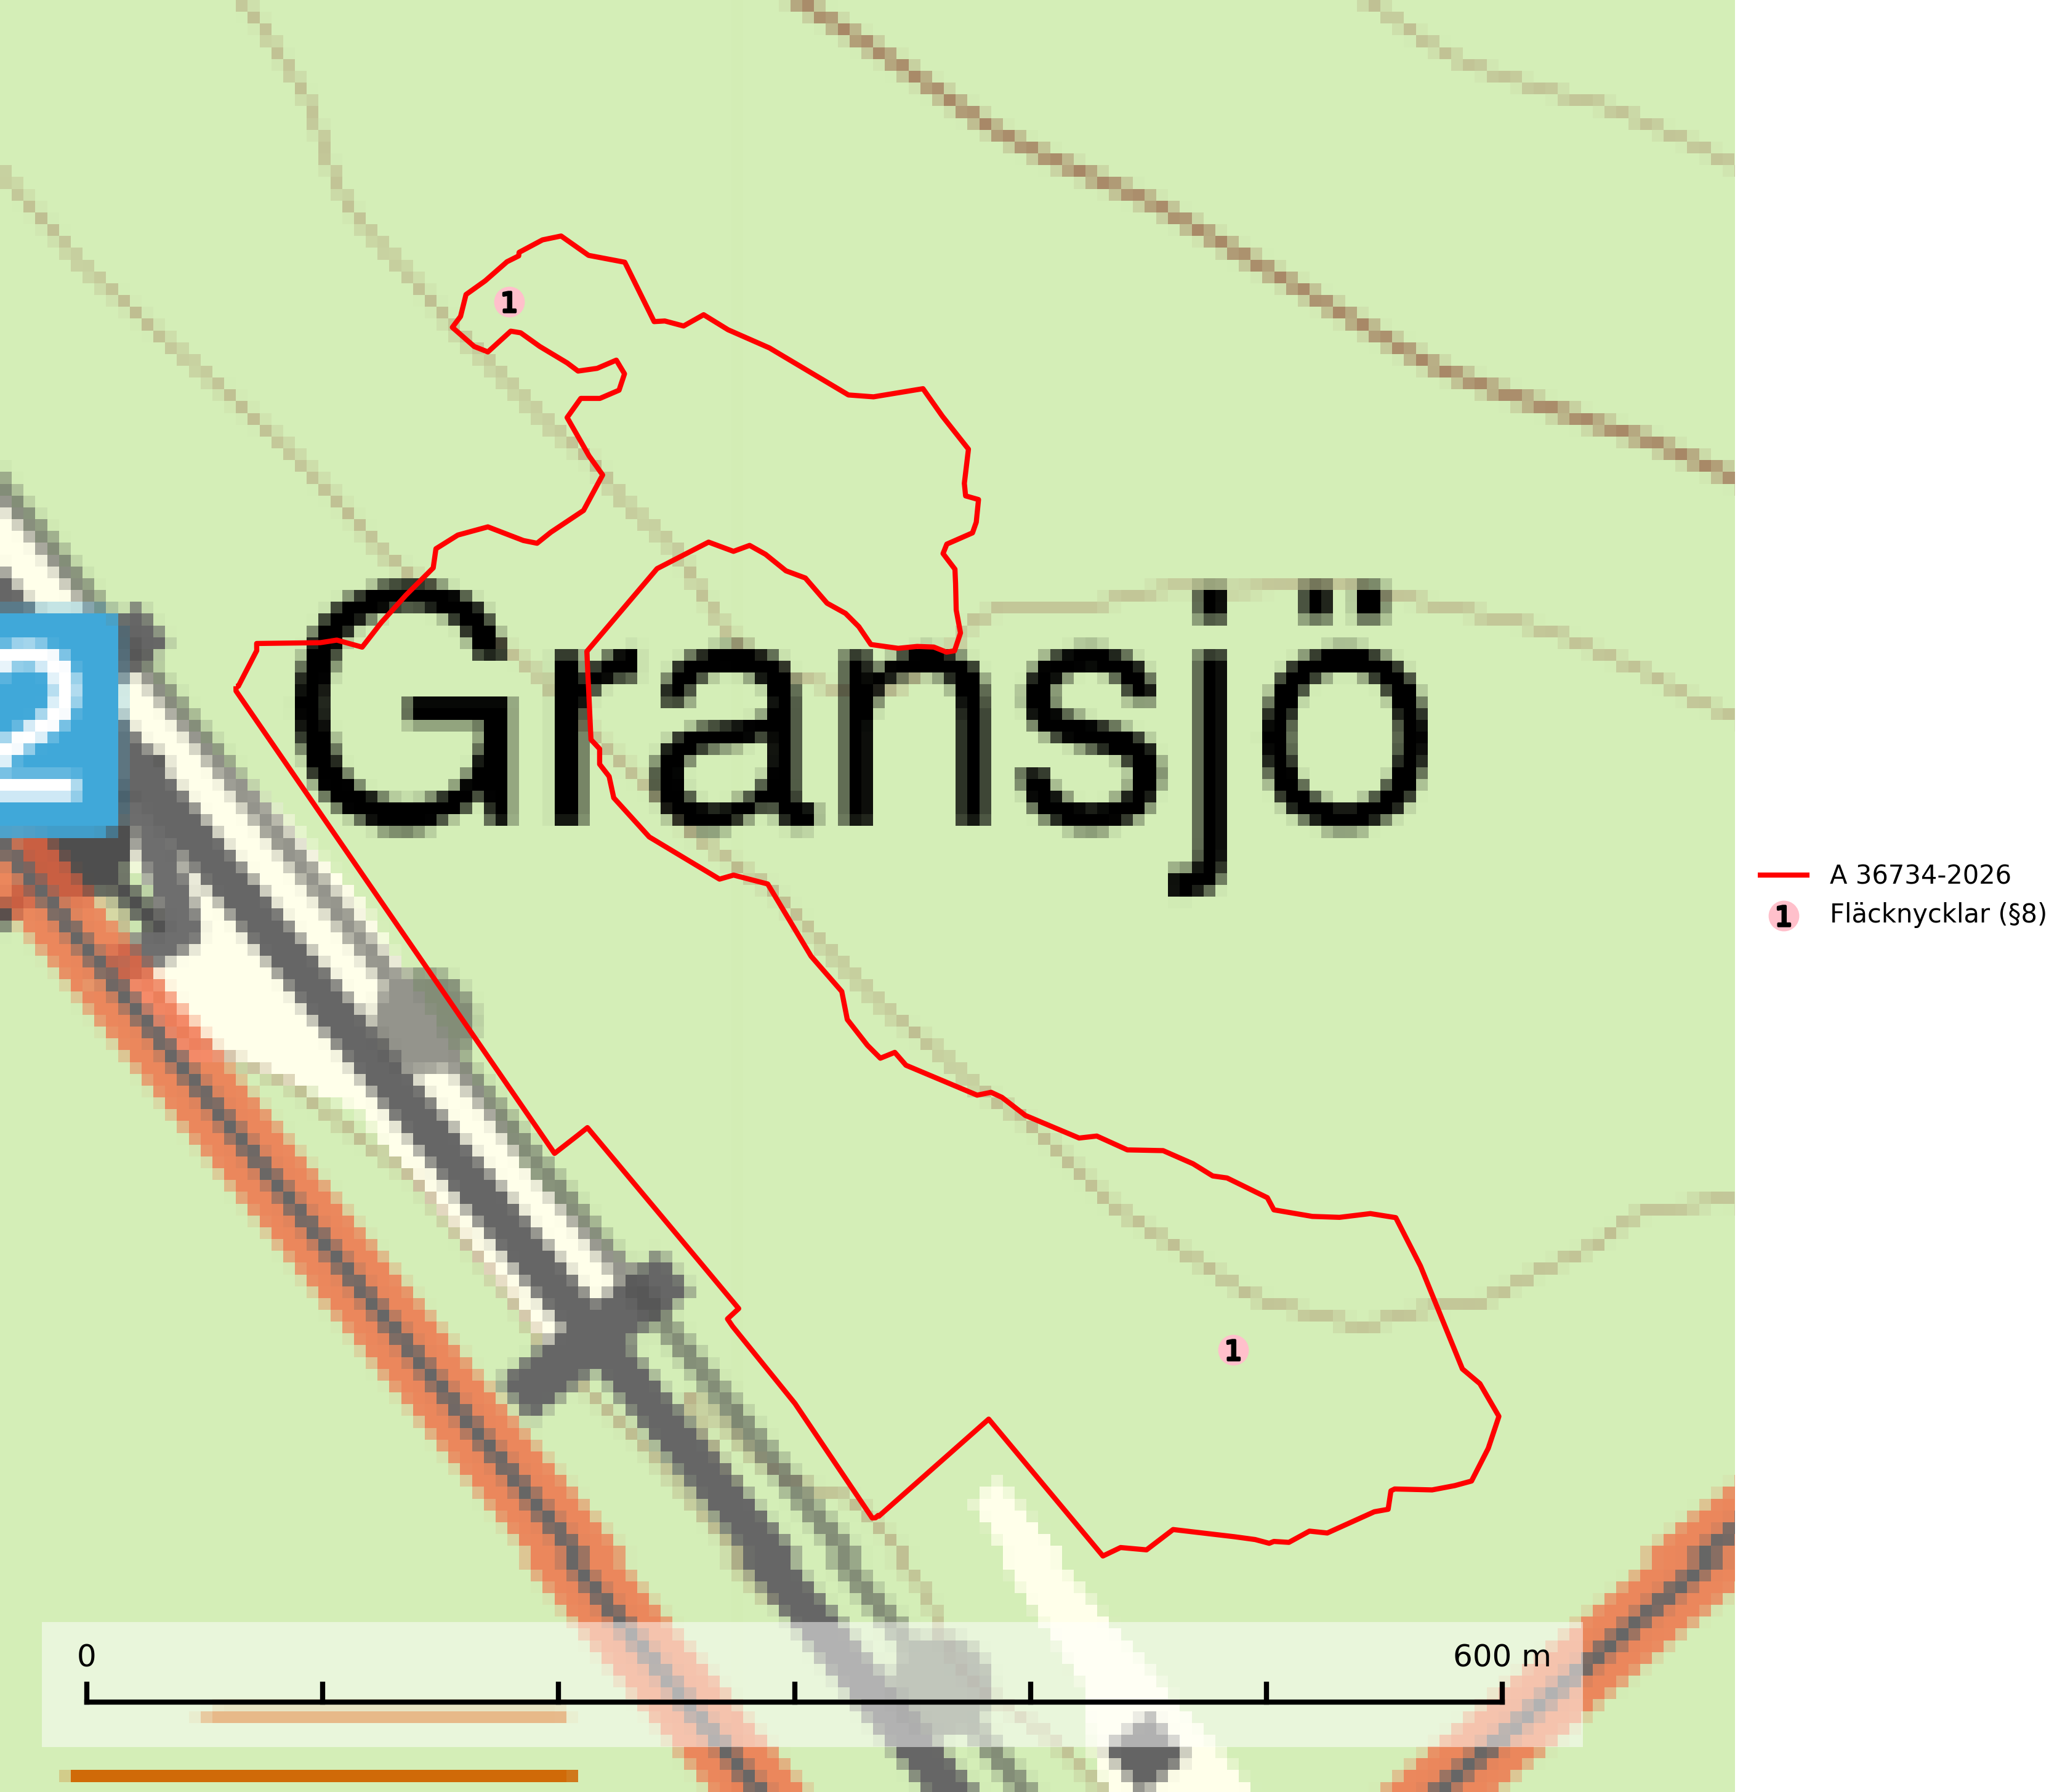 1
Gransjö
2
A 36734-2026
1 Fläcknycklar (§8)
1
0 600 m